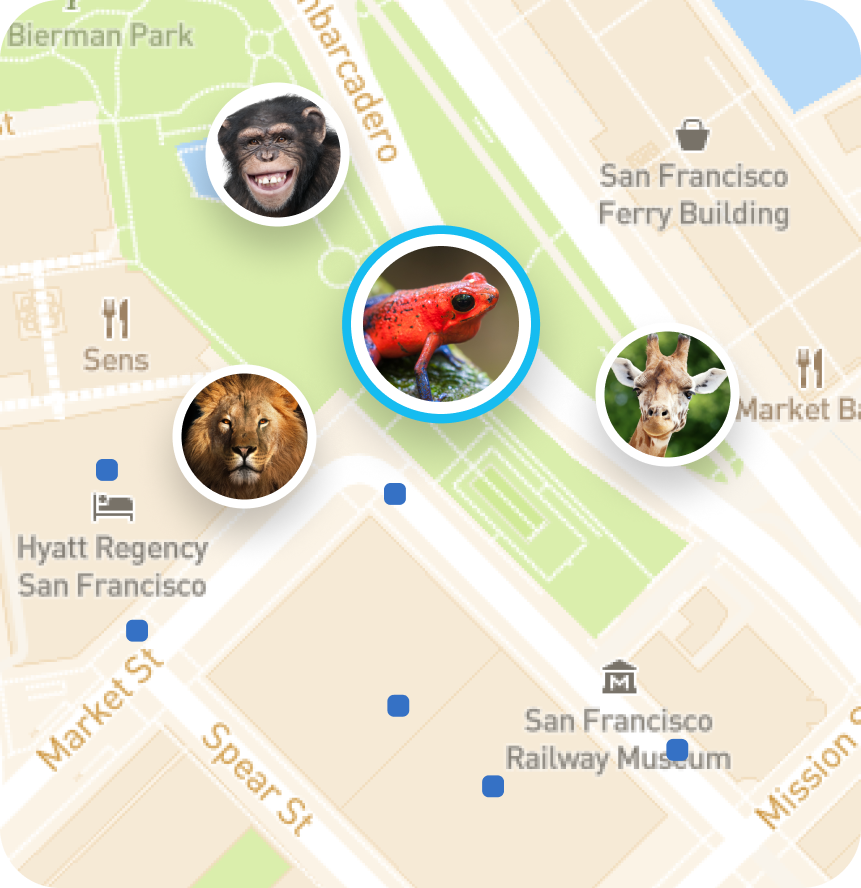 Bierman Park
mbarcadero
st
San Francisco
Ferry Building
Sens
Market Ba
Hyatt Regency
San Francisco
Market St
Spear St
San Francisco
Railway Museum
Mission S